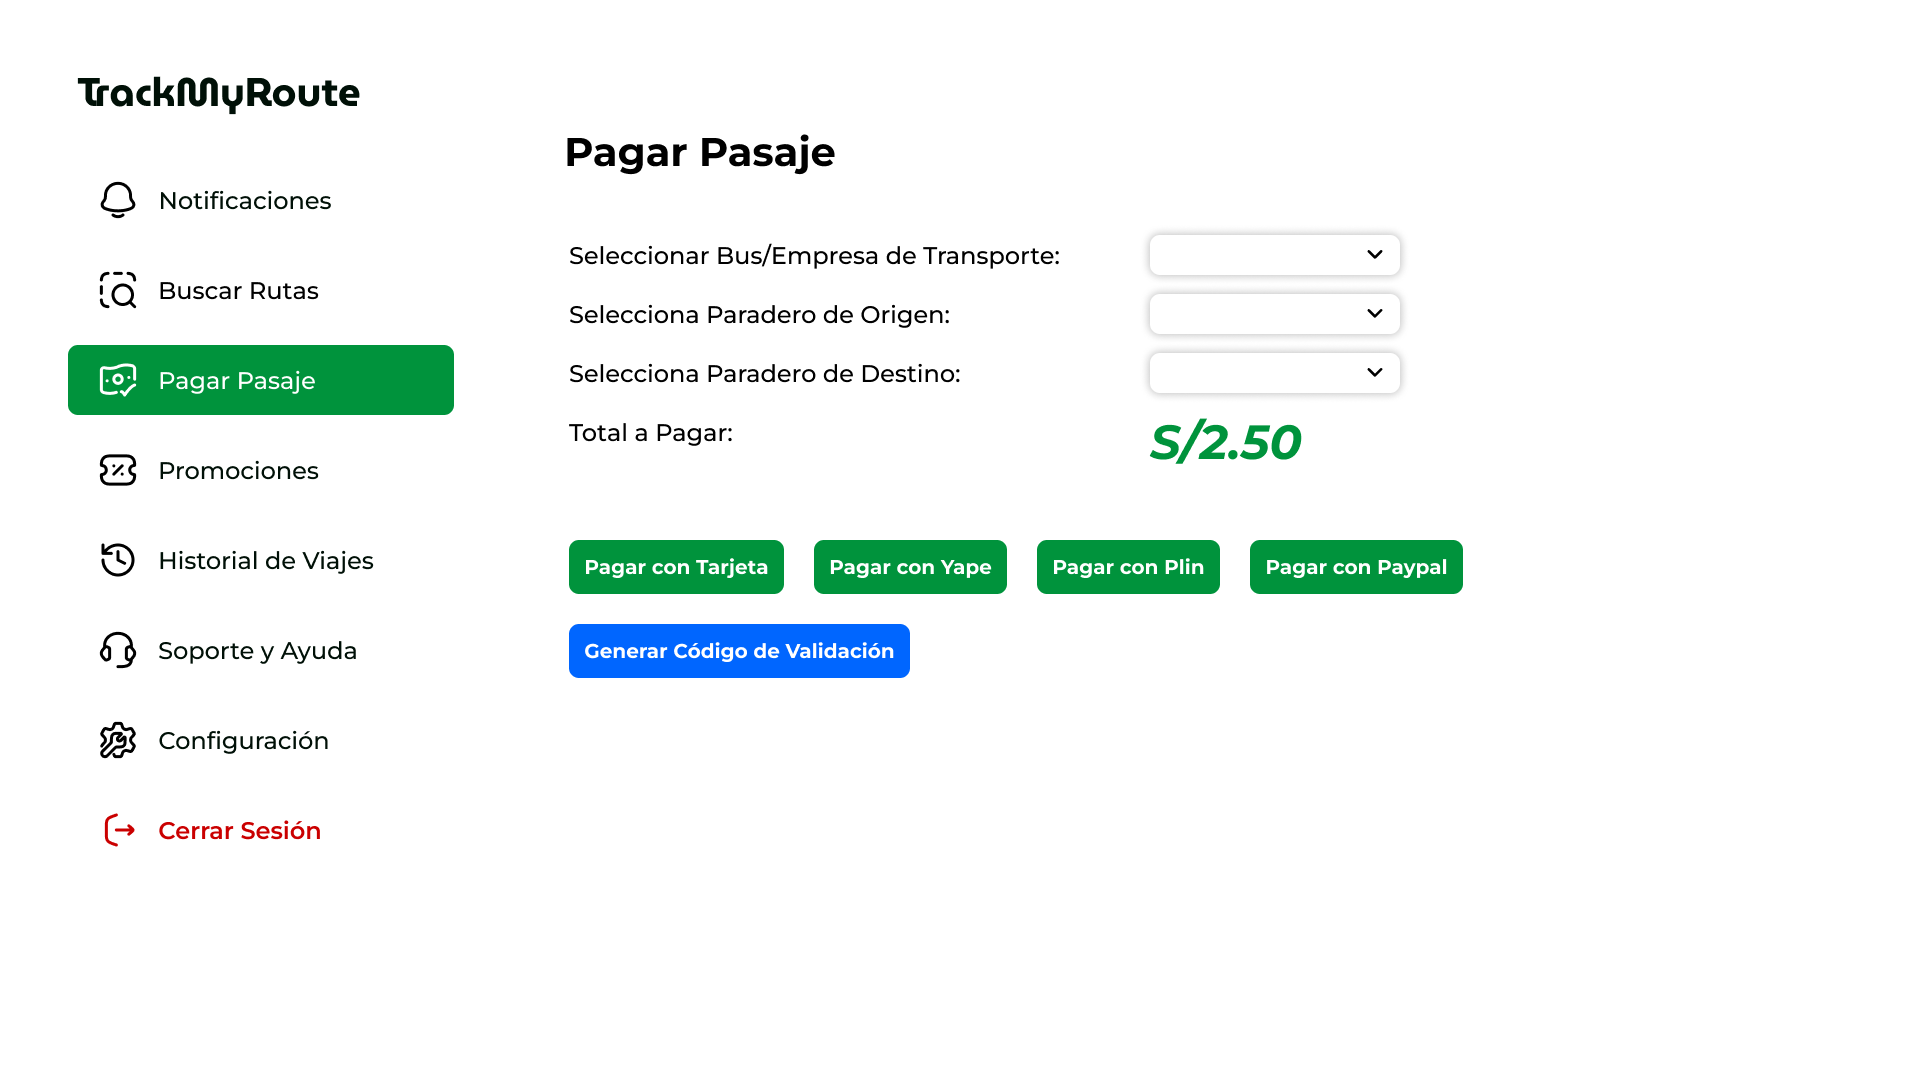 TrackMyRoute
Notificaciones
Buscar Rutas
Pagar Pasaje
Promociones
Historial de Viajes
Soporte y Ayuda
Configuración
Cerrar Sesión
Pagar Pasaje
Seleccionar Bus/Empresa de Transporte:
Selecciona Paradero de Origen:
Selecciona Paradero de Destino:
Total a Pagar: S/2.50
Pagar con Tarjeta Pagar con Yape Pagar con Plin Pagar con Paypal
Generar Código de Validación